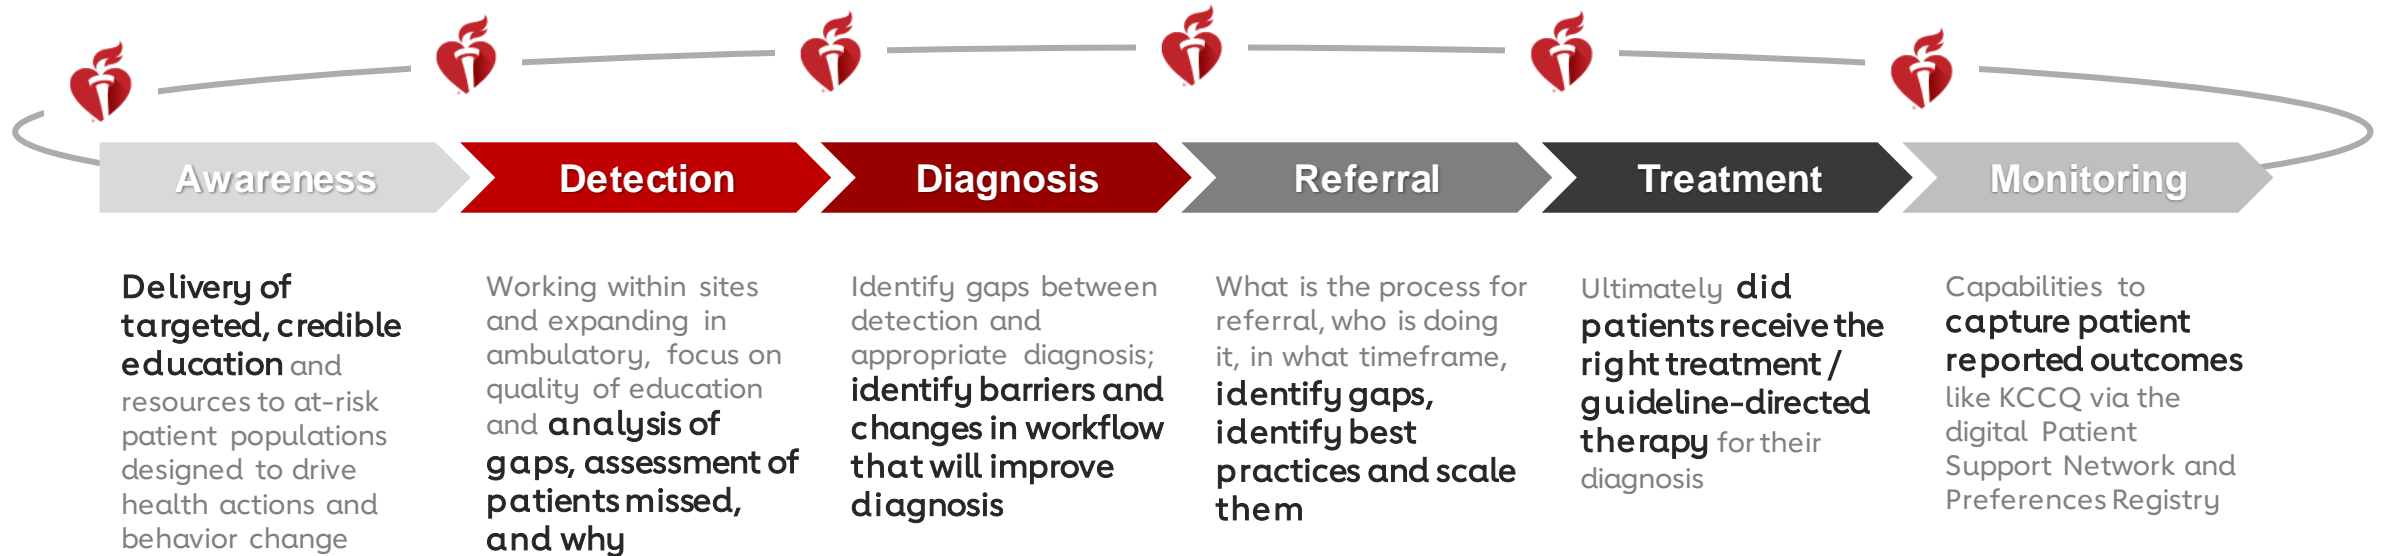 Awareness
Detection
Diagnosis
Referral
Treatment
Monitoring
Delivery of
targeted, credible
education and
resources to at-risk
patient populations
designed to drive
health actions and
behavior change
Working within sites
and expanding in
ambulatory, focus on
quality of education
and analysis of
gaps, assessment of
patients missed,
and why
Identify gaps between
detection and
appropriate diagnosis;
identify barriers and
changes in workflow
that will improve
diagnosis
What is the process for
referral, who is doing
it, in what timeframe,
identify gaps,
identify best
practices and scale
them
Ultimately did
patients receive the
right treatment /
guideline-directed
therapy for their
diagnosis
Capabilities to
capture patient
reported outcomes
like KCCQ via the
digital Patient
Support Network and
Preferences Registry